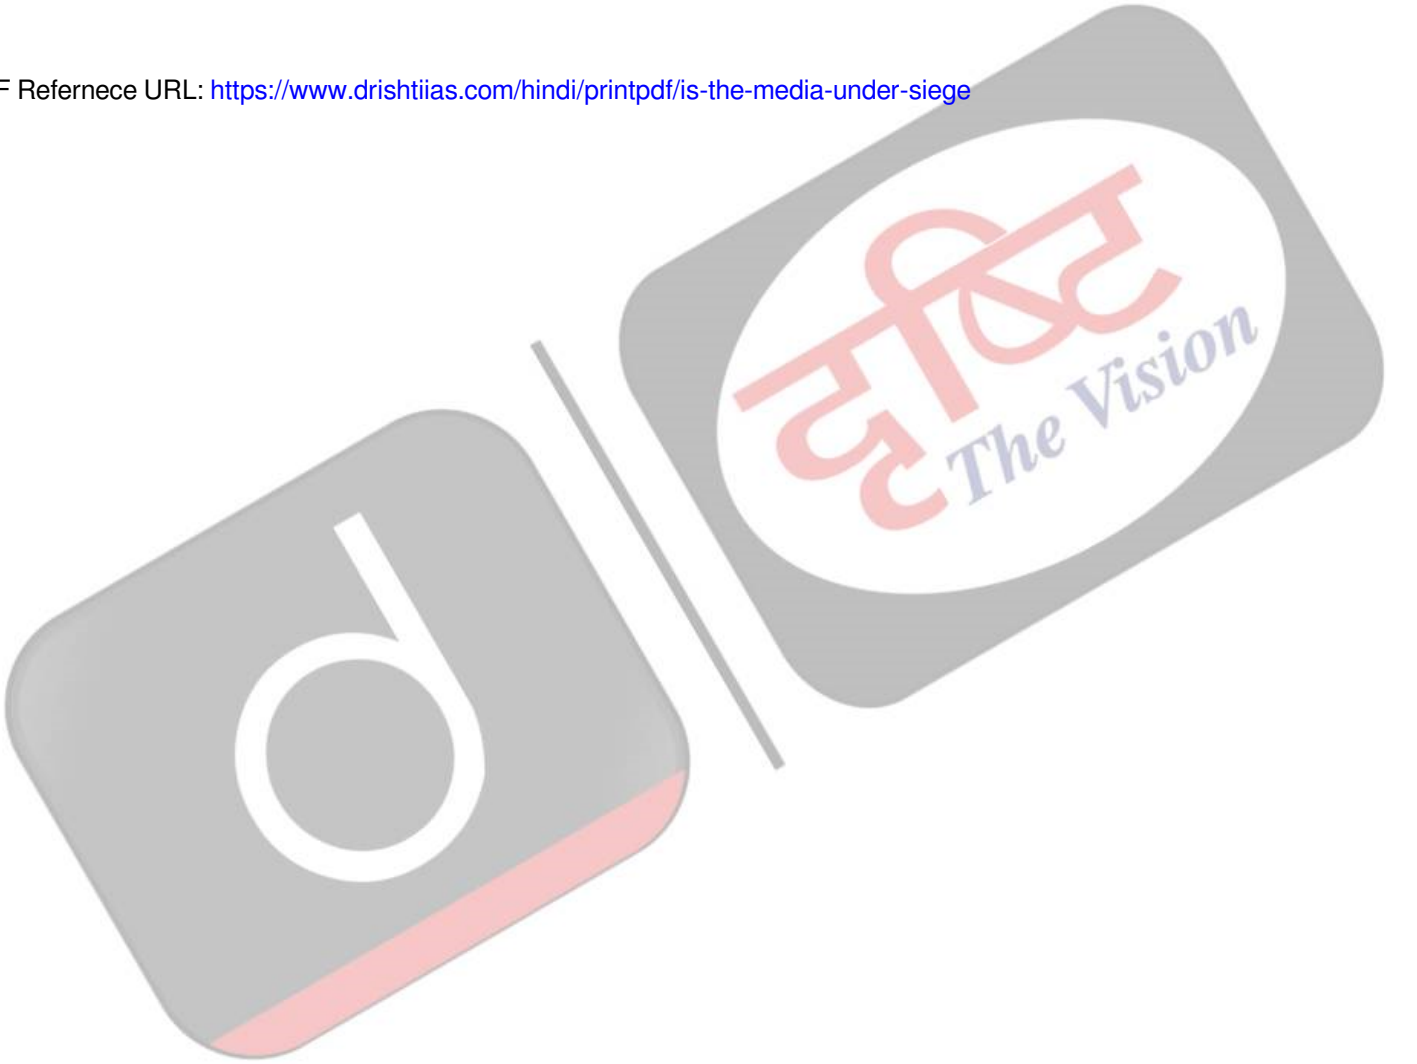 F Refernece URL: https://www.drishtiias.com/hindi/printpdf/is-the-media-under-siege
दृष्टि
The Vision
d